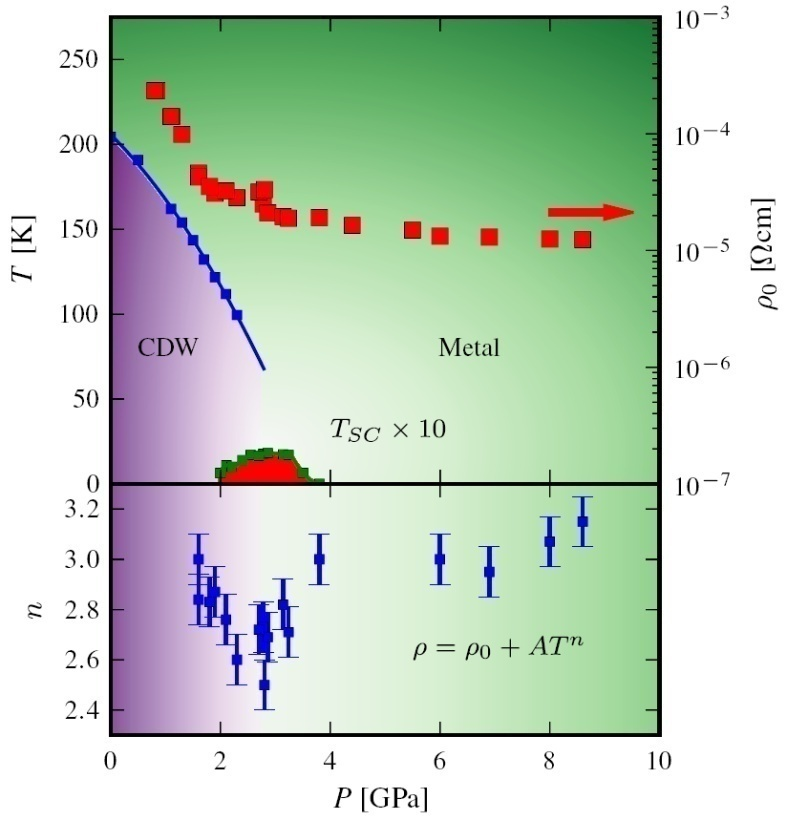 250
200
150
100
50
0
T [K]
10⁻³
10⁻⁴
10⁻⁵
10⁻⁶
10⁻⁷
ρ₀ [Ωcm]
CDW
Metal
T_SC × 10
3.2
3.0
2.8
2.6
2.4
n
ρ = ρ₀ + ATⁿ
0 2 4 6 8 10
P [GPa]